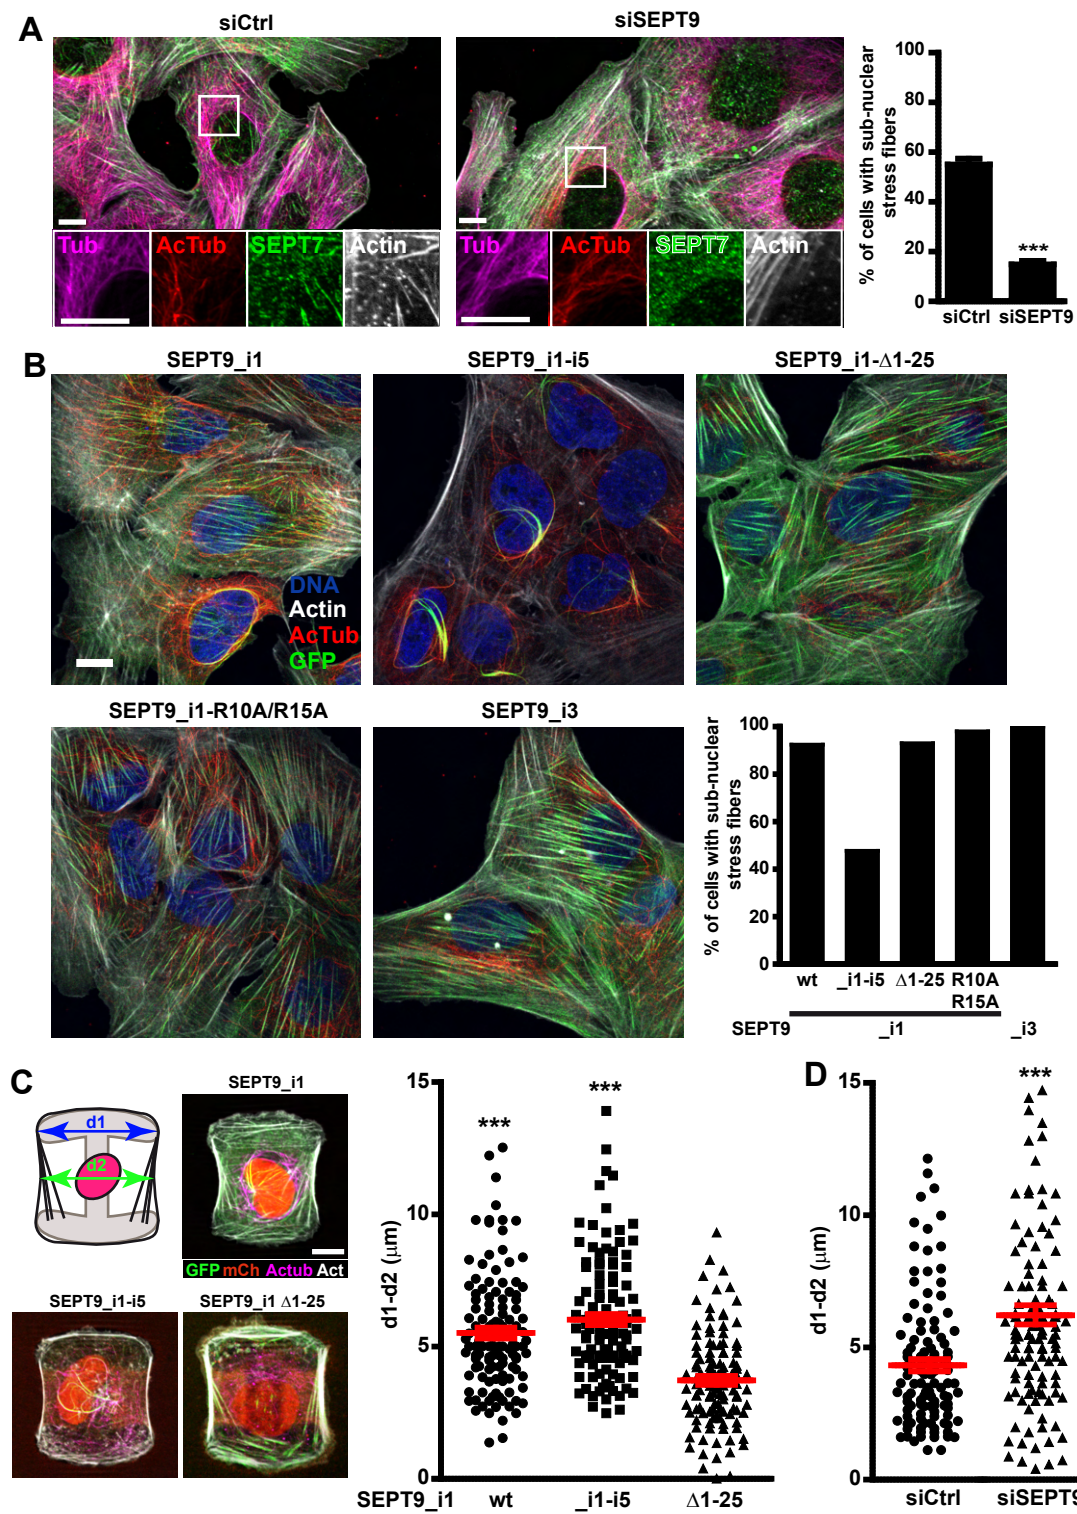 A
siCtrl
siSEPT9
Tub AcTub SEPT7 Actin
Tub AcTub SEPT7 Actin
% of cells with sub-nuclear
stress fibers
100
80
60
40
20
0
***
siCtrl siSEPT9
B
SEPT9_i1
SEPT9_i1-i5
SEPT9_i1-Δ1-25
DNA
Actin
AcTub
GFP
SEPT9_i1-R10A/R15A
SEPT9_i3
% of cells with sub-nuclear
stress fibers
100
80
60
40
20
0
wt _i1-i5 Δ1-25 R10A
R15A
SEPT9 _i1 _i3
C
d1
d2
SEPT9_i1
GFP mCh Actub Act
SEPT9_i1-i5
SEPT9_i1 Δ1-25
d1-d2 (μm)
15
10
5
0
***
***
SEPT9_i1 wt _i1-i5 Δ1-25
D
d1-d2 (μm)
15
10
5
0
***
siCtrl siSEPT9